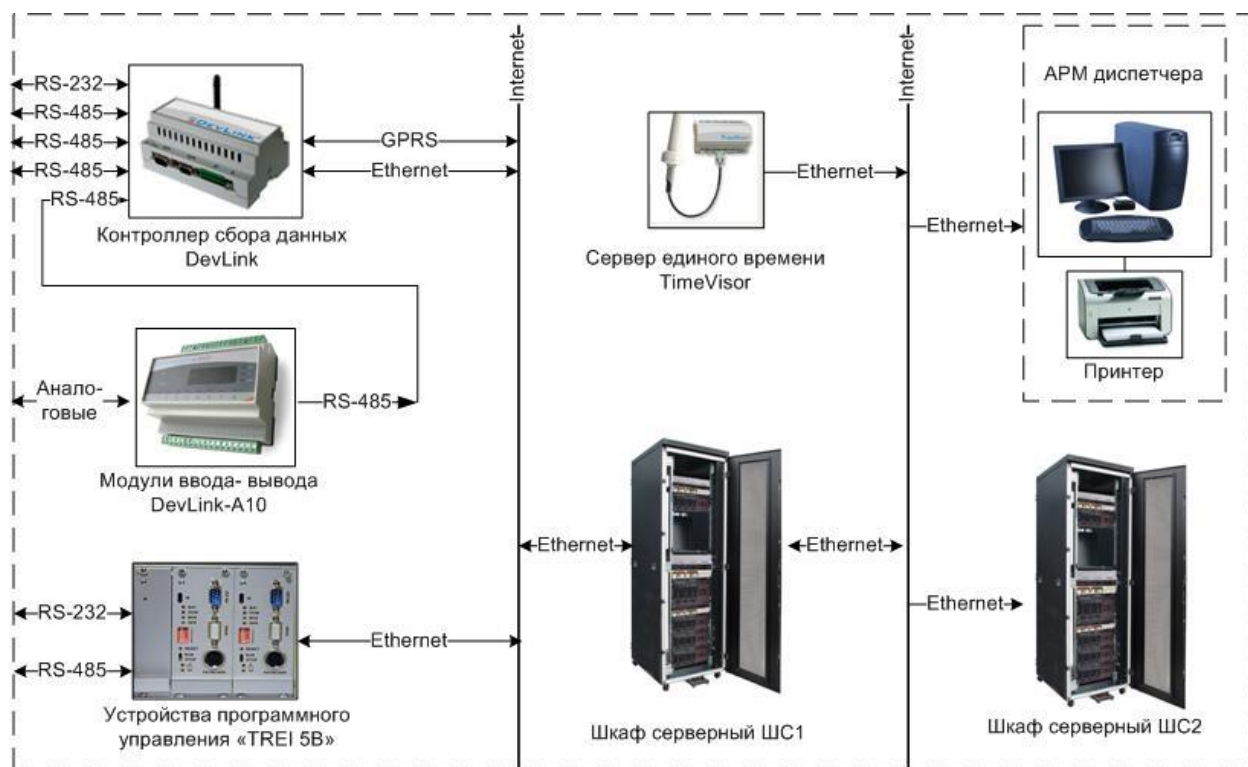 Internet
Internet
RS-232
RS-485
RS-485
RS-485
RS-485
DEVLINK
GPRS
Ethernet
Контроллер сбора данных
DevLink
Ethernet
Сервер единого времени
TimeVisor
АРМ диспетчера
Ethernet
Принтер
Анало-
говые
RS-485
Модули ввода- вывода
DevLink-A10
RS-232
RS-485
Ethernet
Устройства программного
управления «TREI 5B»
Ethernet
Ethernet
Шкаф серверный ШС1
Ethernet
Шкаф серверный ШС2